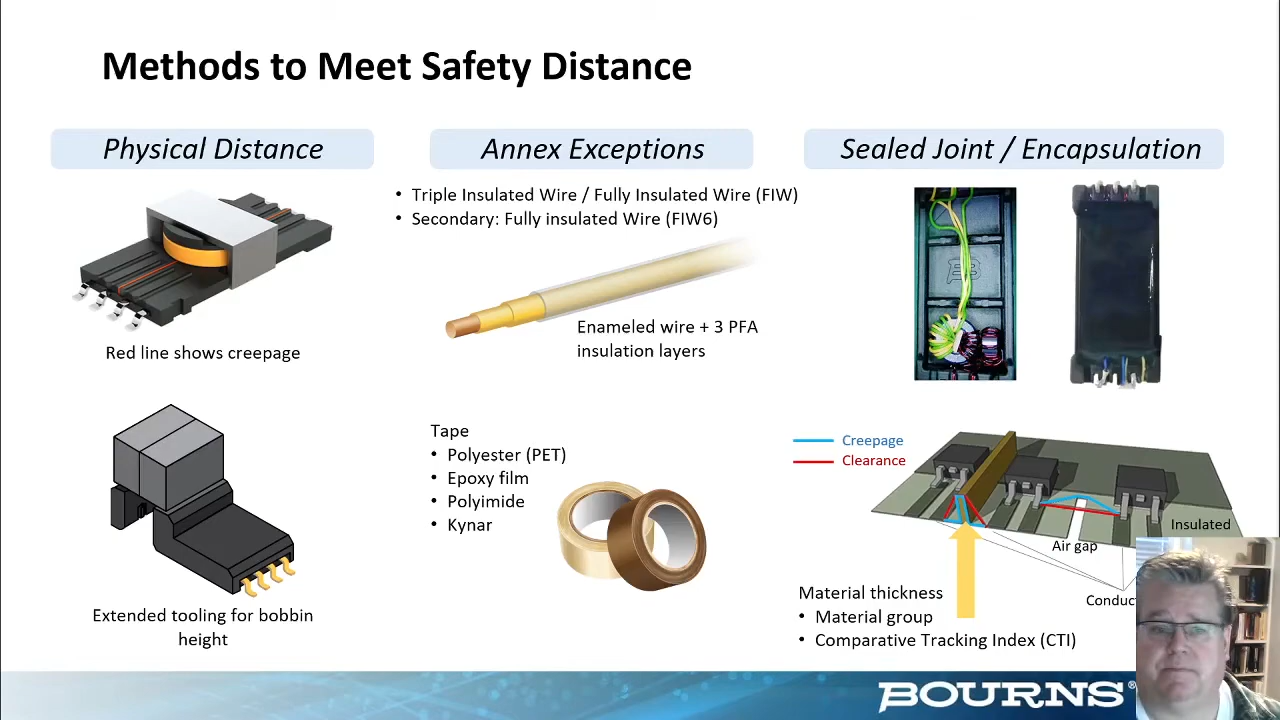 Methods to Meet Safety Distance
Physical Distance
Red line shows creepage
Extended tooling for bobbin
height
Annex Exceptions
• Triple Insulated Wire / Fully Insulated Wire (FIW)
• Secondary: Fully insulated Wire (FIW6)
Enameled wire + 3 PFA
insulation layers
Tape
• Polyester (PET)
• Epoxy film
• Polyimide
• Kynar
Sealed Joint / Encapsulation
Creepage
Clearance
Insulated
Air gap
Material thickness
• Material group
• Comparative Tracking Index (CTI)
BOURNS®